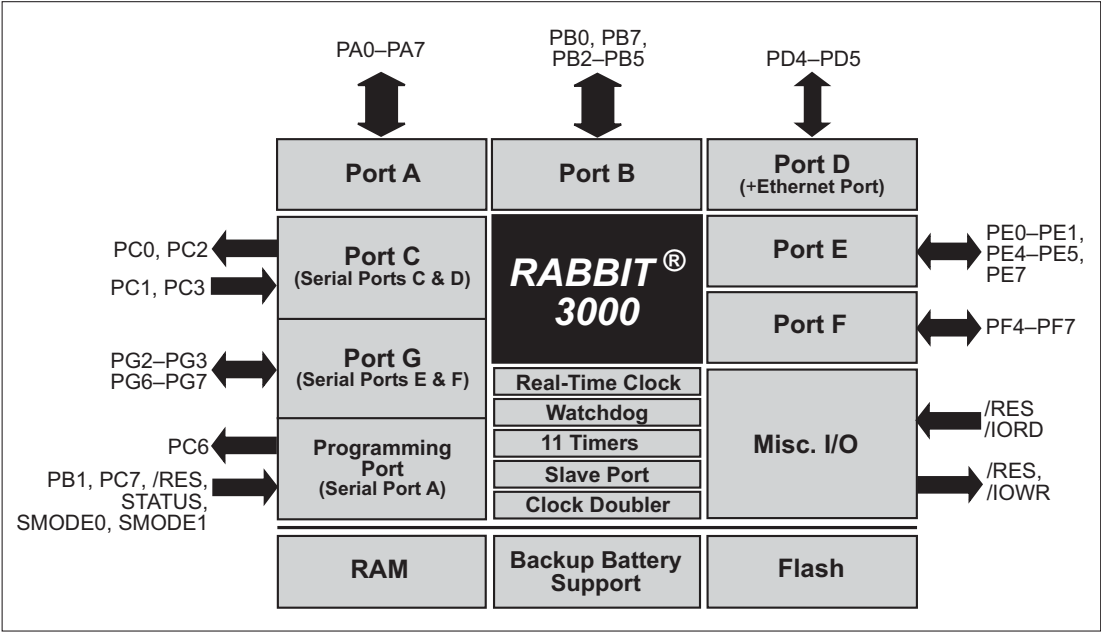 PA0–PA7
PB0, PB7,
PB2–PB5
PD4–PD5
Port A
Port B
Port D
(+Ethernet Port)
PC0, PC2
PC1, PC3
Port C
(Serial Ports C & D)
RABBIT ®
3000
Port E
PE0–PE1,
PE4–PE5,
PE7
Port F
PF4–PF7
PG2–PG3
PG6–PG7
Port G
(Serial Ports E & F)
Real-Time Clock
Watchdog
11 Timers
Slave Port
Clock Doubler
Misc. I/O
/RES
/IORD
/RES,
/IOWR
PC6
PB1, PC7, /RES,
STATUS,
SMODE0, SMODE1
Programming
Port
(Serial Port A)
RAM
Backup Battery
Support
Flash